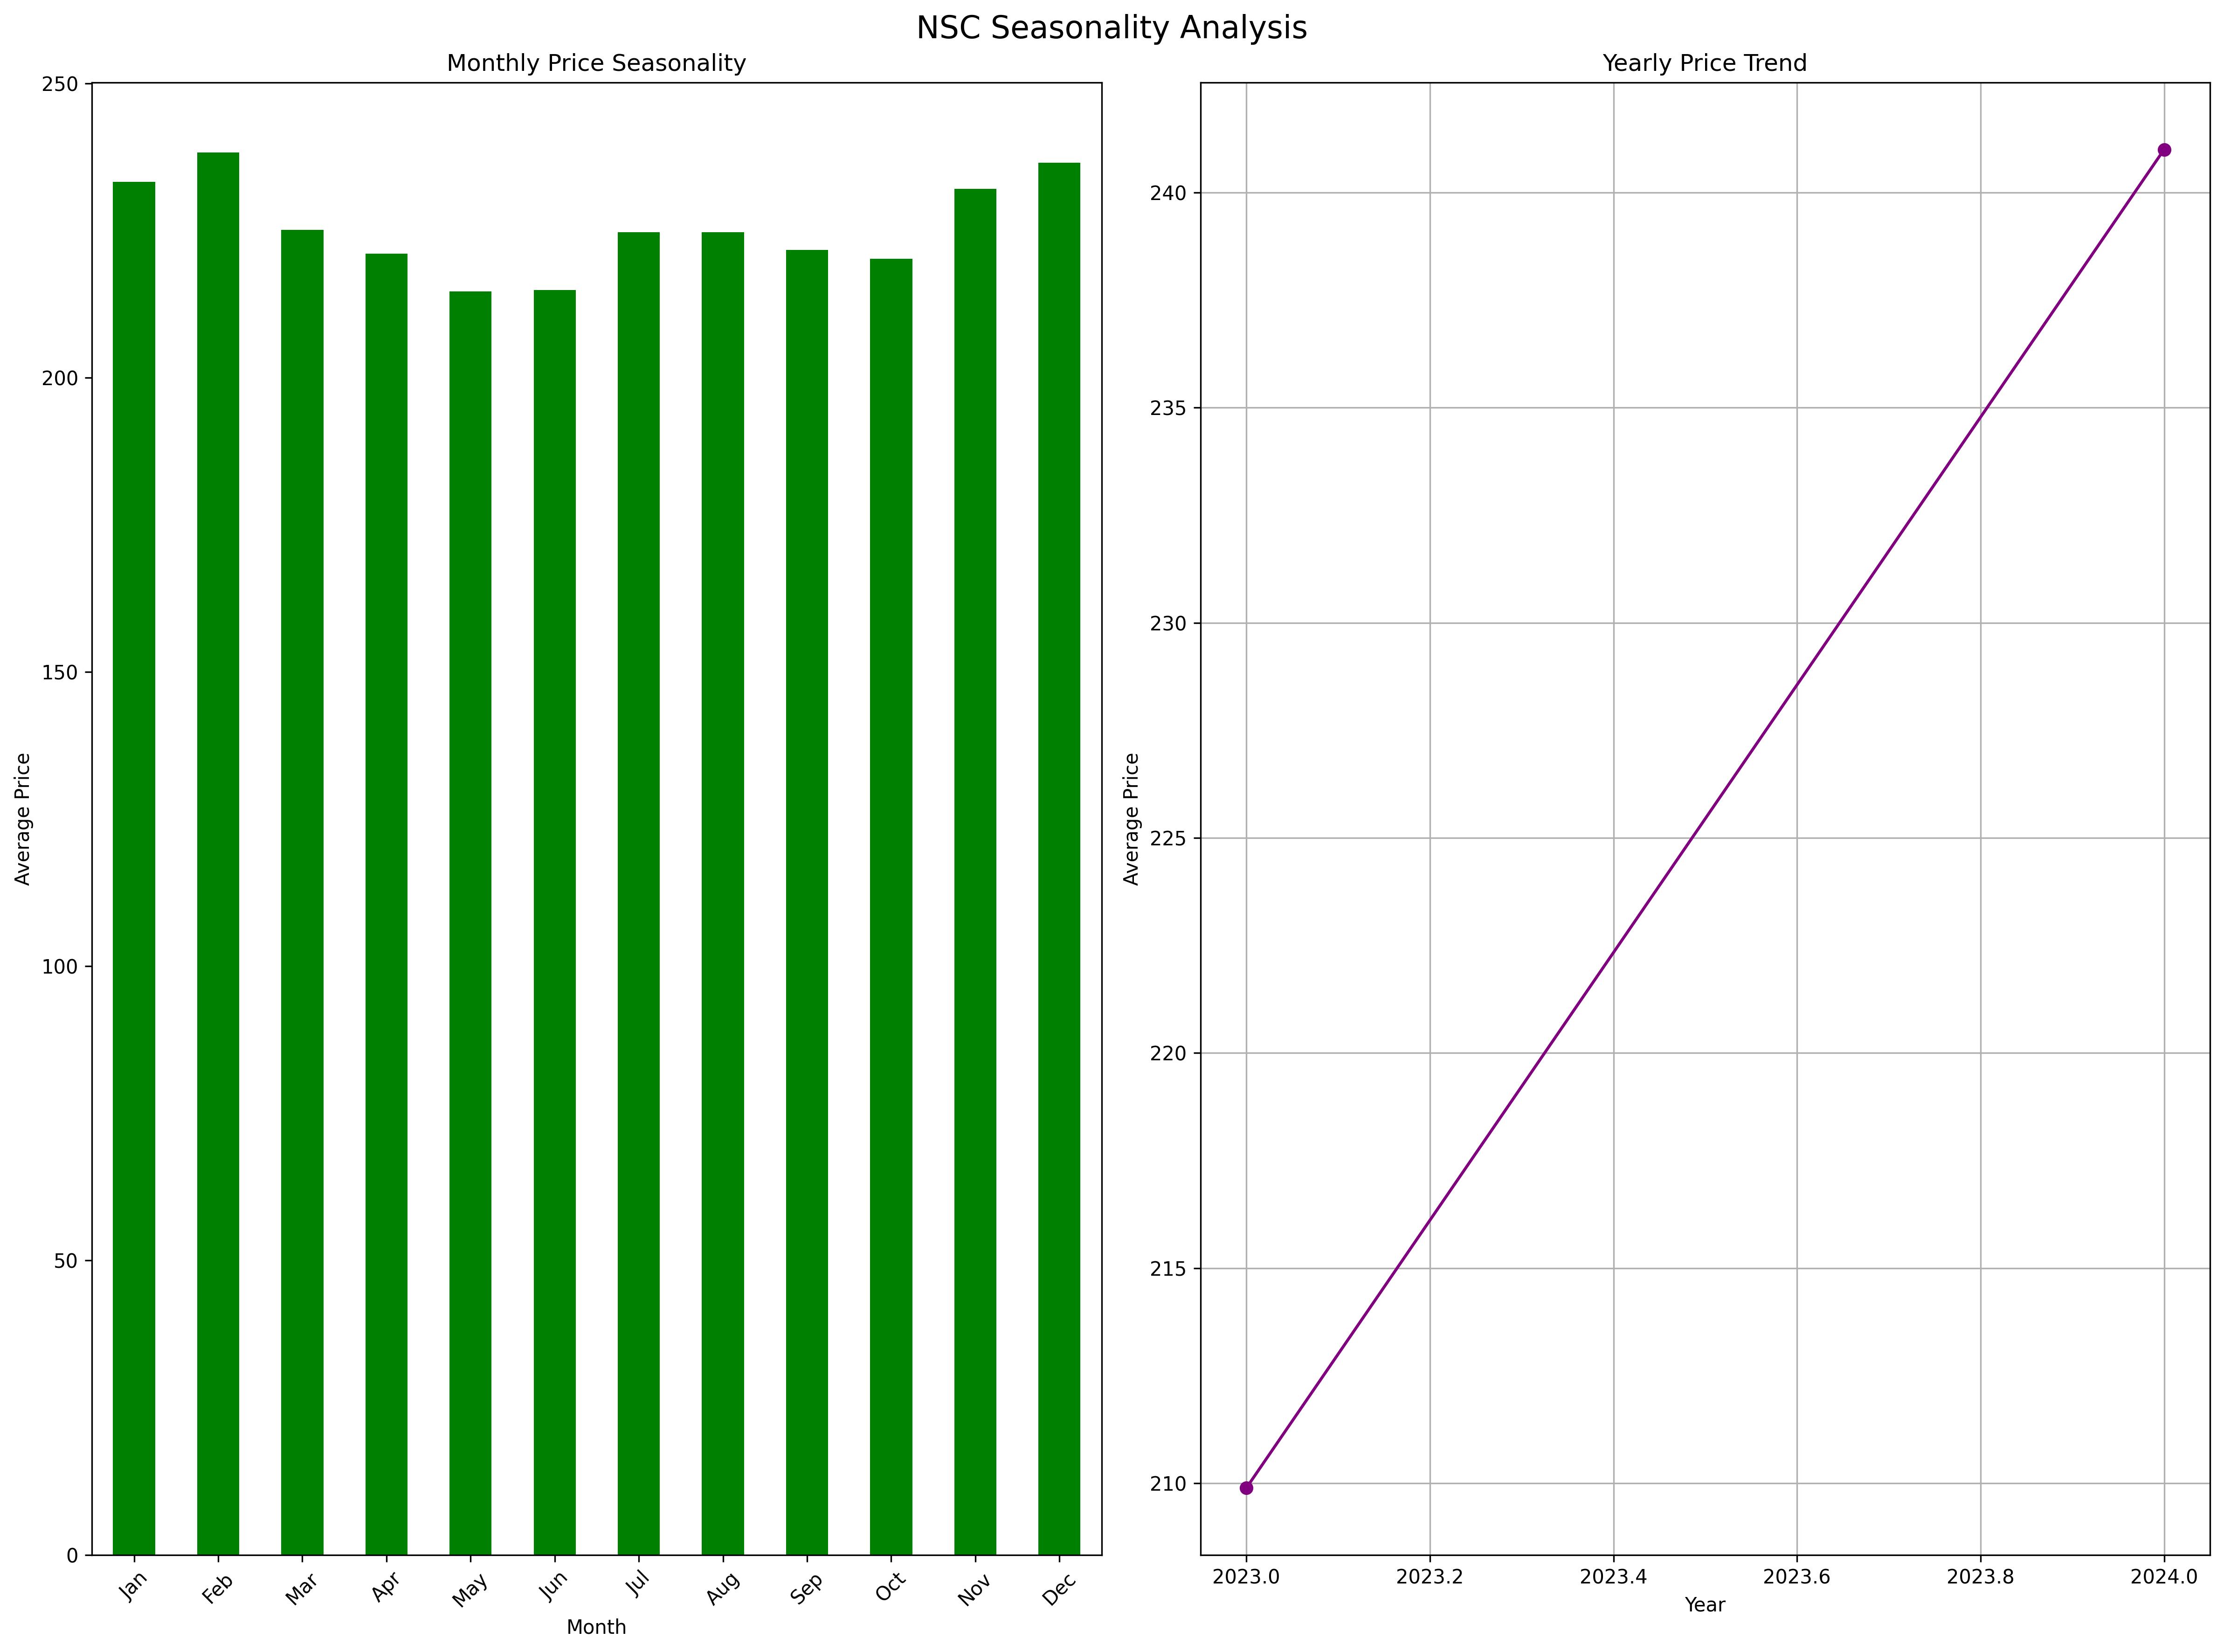 NSC Seasonality Analysis
Monthly Price Seasonality
250
200
150
100
50
0
Average Price
Jan Feb Mar Apr May Jun Jul Aug Sep Oct Nov Dec
Month
Yearly Price Trend
240
235
230
225
220
215
210
Average Price
2023.0 2023.2 2023.4 2023.6 2023.8 2024.0
Year